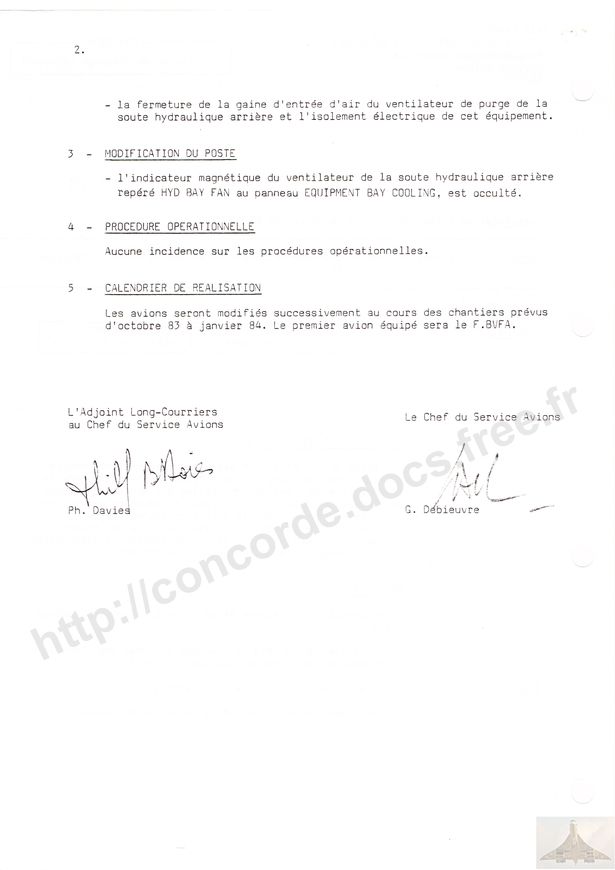 2.
- la fermeture de la gaine d'entrée d'air du ventilateur de purge de la
soute hydraulique arrière et l'isolement électrique de cet équipement.
3 - MODIFICATION DU POSTE
- l'indicateur magnétique du ventilateur de la soute hydraulique arrière
repéré HYD BAY FAN au panneau EQUIPMENT BAY COOLING, est occulté.
4 - PROCEDURE OPERATIONNELLE
Aucune incidence sur les procédures opérationnelles.
5 - CALENDRIER DE REALISATION
Les avions seront modifiés successivement au cours des chantiers prévus
d'octobre 83 à janvier 84. Le premier avion équipé sera le F.BVFA.
L'Adjoint Long-Courriers
au Chef du Service Avions
Le Chef du Service Avions
Ph. Davies
G. Debieuvre
http://concorde.docs.free.fr